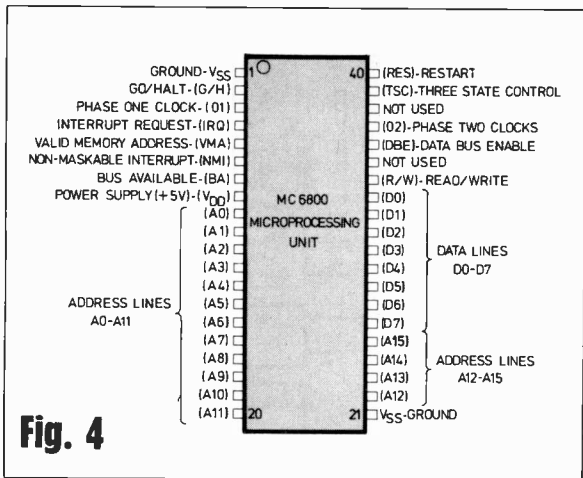 GROUND-VSS
GO/HALT-(G/H)
PHASE ONE CLOCK-(01)
INTERRUPT REQUEST-(IRQ)
VALID MEMORY ADDRESS-(VMA)
NON-MASKABLE INTERRUPT-(NMI)
BUS AVAILABLE-(BA)
POWER SUPPLY(+5V)-(VDD)
(A0)
(A1)
(A2)
(A3)
(A4)
(A5)
(A6)
(A7)
(A8)
(A9)
(A10)
(A11)
ADDRESS LINES
A0-A11
1
40
MC6800
MICROPROCESSING
UNIT
20
21
(RES)-RESTART
(TSC)-THREE STATE CONTROL
NOT USED
(02)-PHASE TWO CLOCKS
(DBE)-DATA BUS ENABLE
NOT USED
(R/W)-READ/WRITE
(D0)
(D1)
(D2)
(D3)
(D4)
(D5)
(D6)
(D7)
(A15)
(A14)
(A13)
(A12)
VSS-GROUND
DATA LINES
D0-D7
ADDRESS LINES
A12-A15
Fig. 4